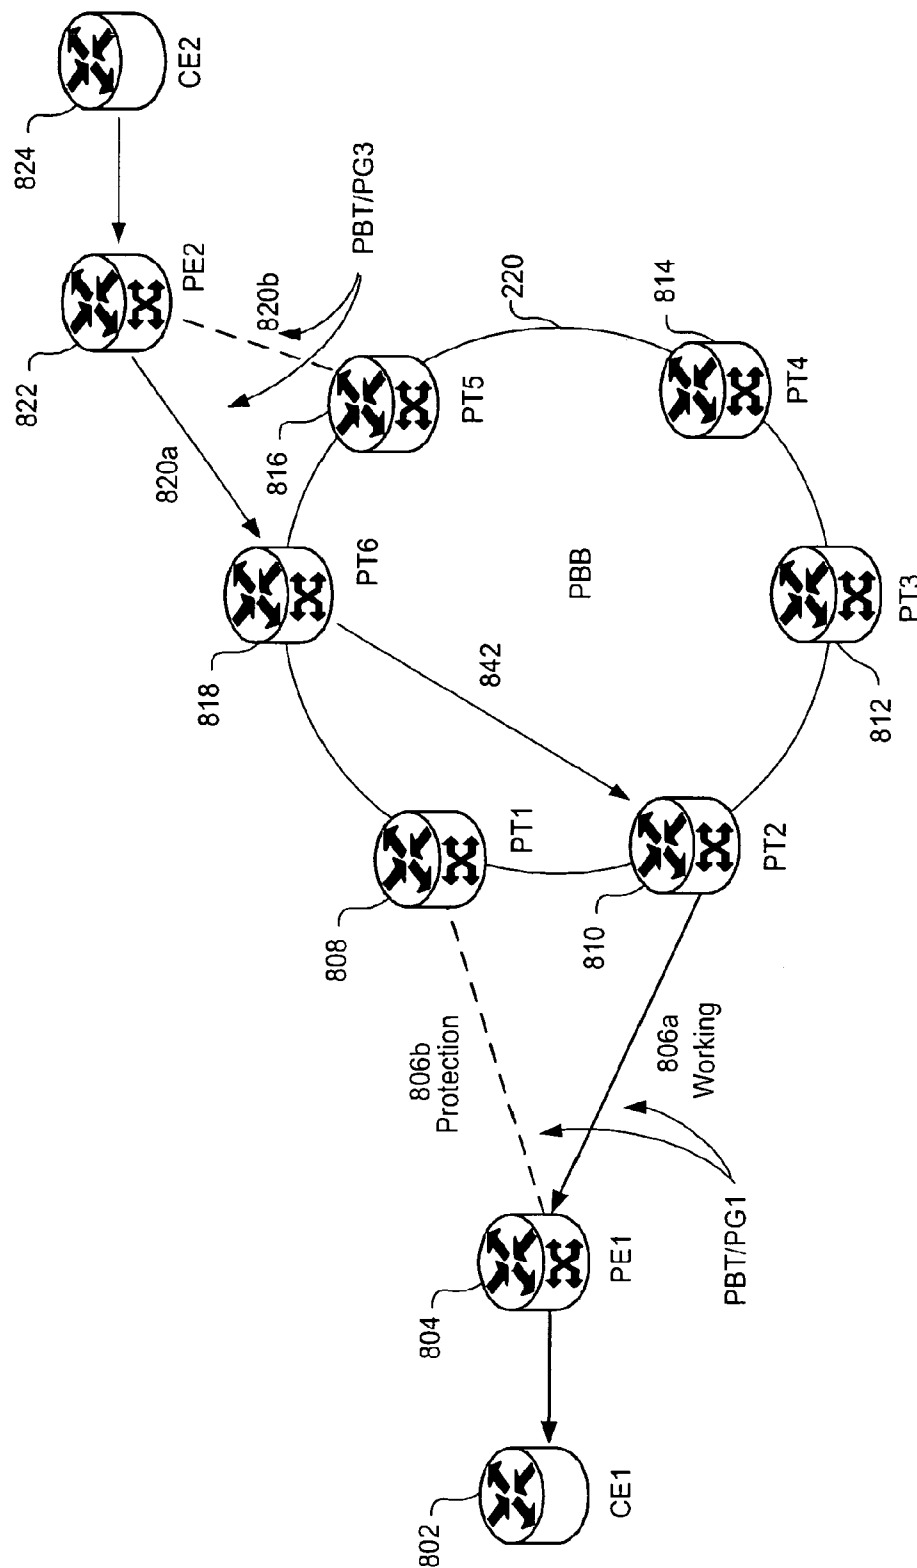 824
CE2
822
PE2
820a
820b
PBT/PG3
816
PT5
220
814
PT4
818
PT6
842
PBB
812
PT3
808
PT1
810
PT2
806b
Protection
806a
Working
PBT/PG1
804
PE1
802
CE1